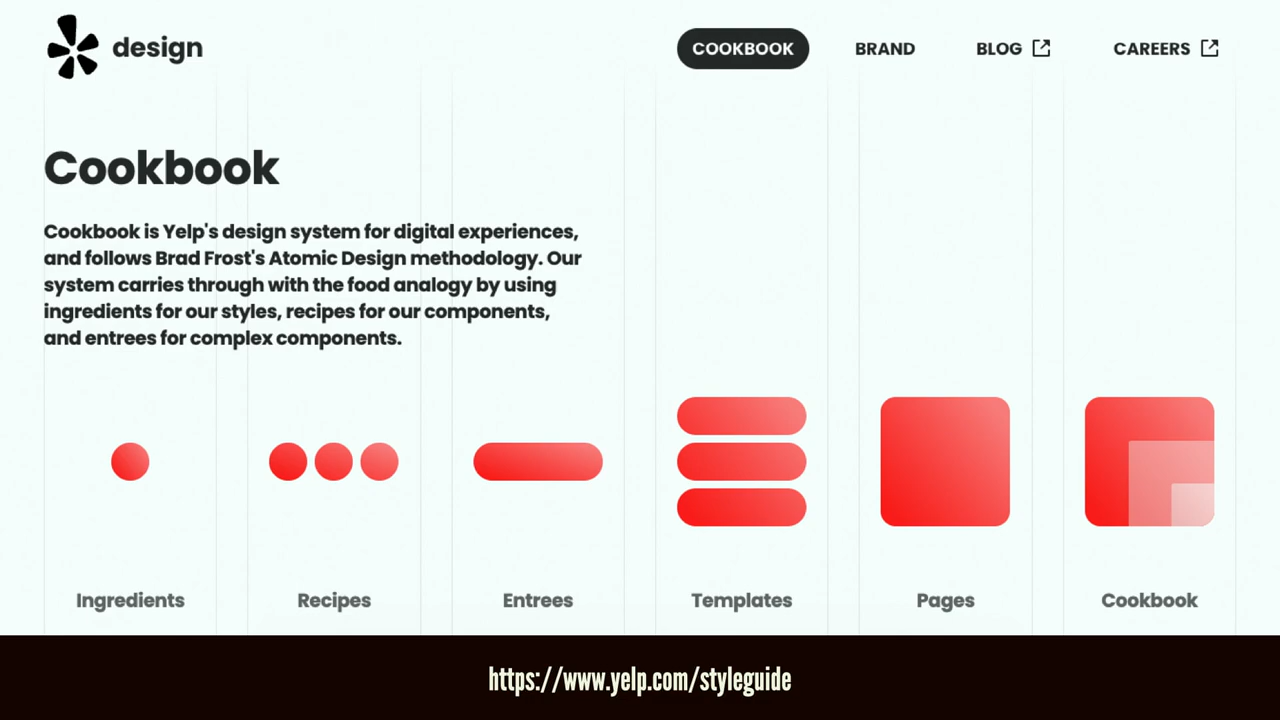 design
COOKBOOK
BRAND
BLOG
CAREERS
Cookbook
Cookbook is Yelp's design system for digital experiences,
and follows Brad Frost's Atomic Design methodology. Our
system carries through with the food analogy by using
ingredients for our styles, recipes for our components,
and entrees for complex components.
Ingredients
Recipes
Entrees
Templates
Pages
Cookbook
https://www.yelp.com/styleguide